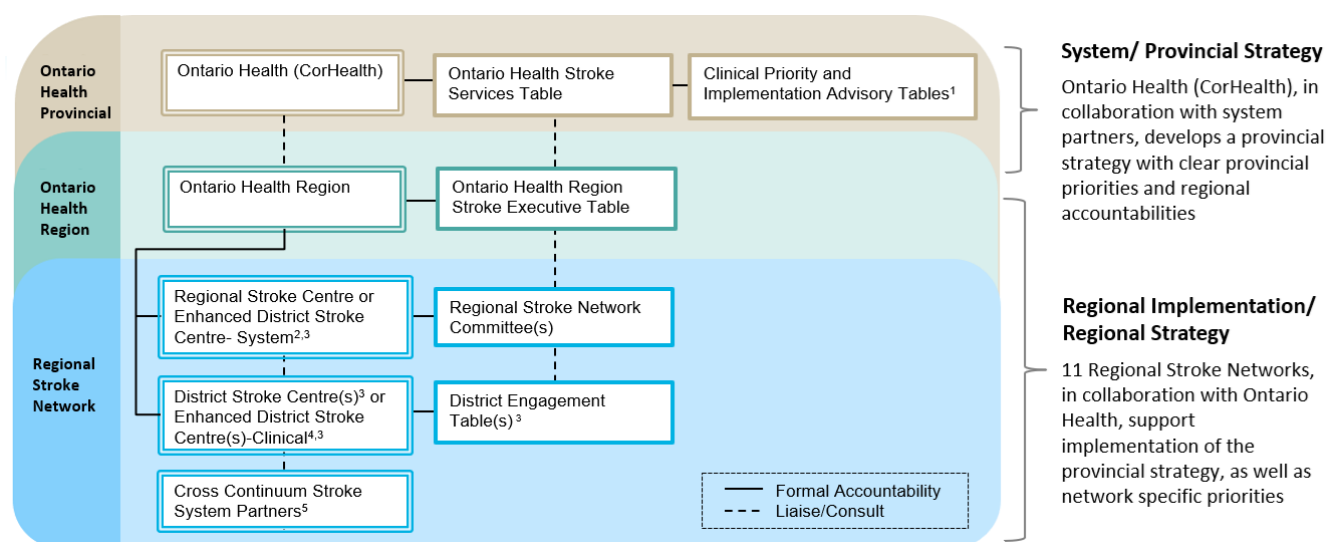 Ontario
Health
Provincial
Ontario Health (CorHealth)
Ontario Health Stroke
Services Table
Clinical Priority and
Implementation Advisory Tables¹
System/ Provincial Strategy
Ontario Health (CorHealth), in
collaboration with system
partners, develops a provincial
strategy with clear provincial
priorities and regional
accountabilities
Ontario
Health
Region
Ontario Health Region
Ontario Health Region
Stroke Executive Table
Regional
Stroke
Network
Regional Stroke Centre or
Enhanced District Stroke
Centre- System²,³
Regional Stroke Network
Committee(s)
District Stroke Centre(s)³ or
Enhanced District Stroke
Centre(s)-Clinical⁴,³
District Engagement
Table(s) ³
Cross Continuum Stroke
System Partners⁵
Regional Implementation/
Regional Strategy
11 Regional Stroke Networks,
in collaboration with Ontario
Health, support
implementation of the
provincial strategy, as well as
network specific priorities
Formal Accountability
Liaise/Consult